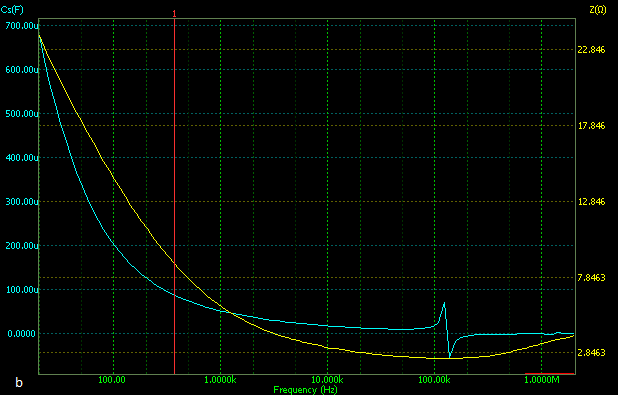 Cs(F) 1 Z(Ω)
700.00u
600.00u 22.846
500.00u 17.846
400.00u
300.00u 12.846
200.00u
100.00u 7.8463
0.0000
2.8463
b 100.00 1.0000k 10.000k 100.00k 1.0000M
Frequency (Hz)